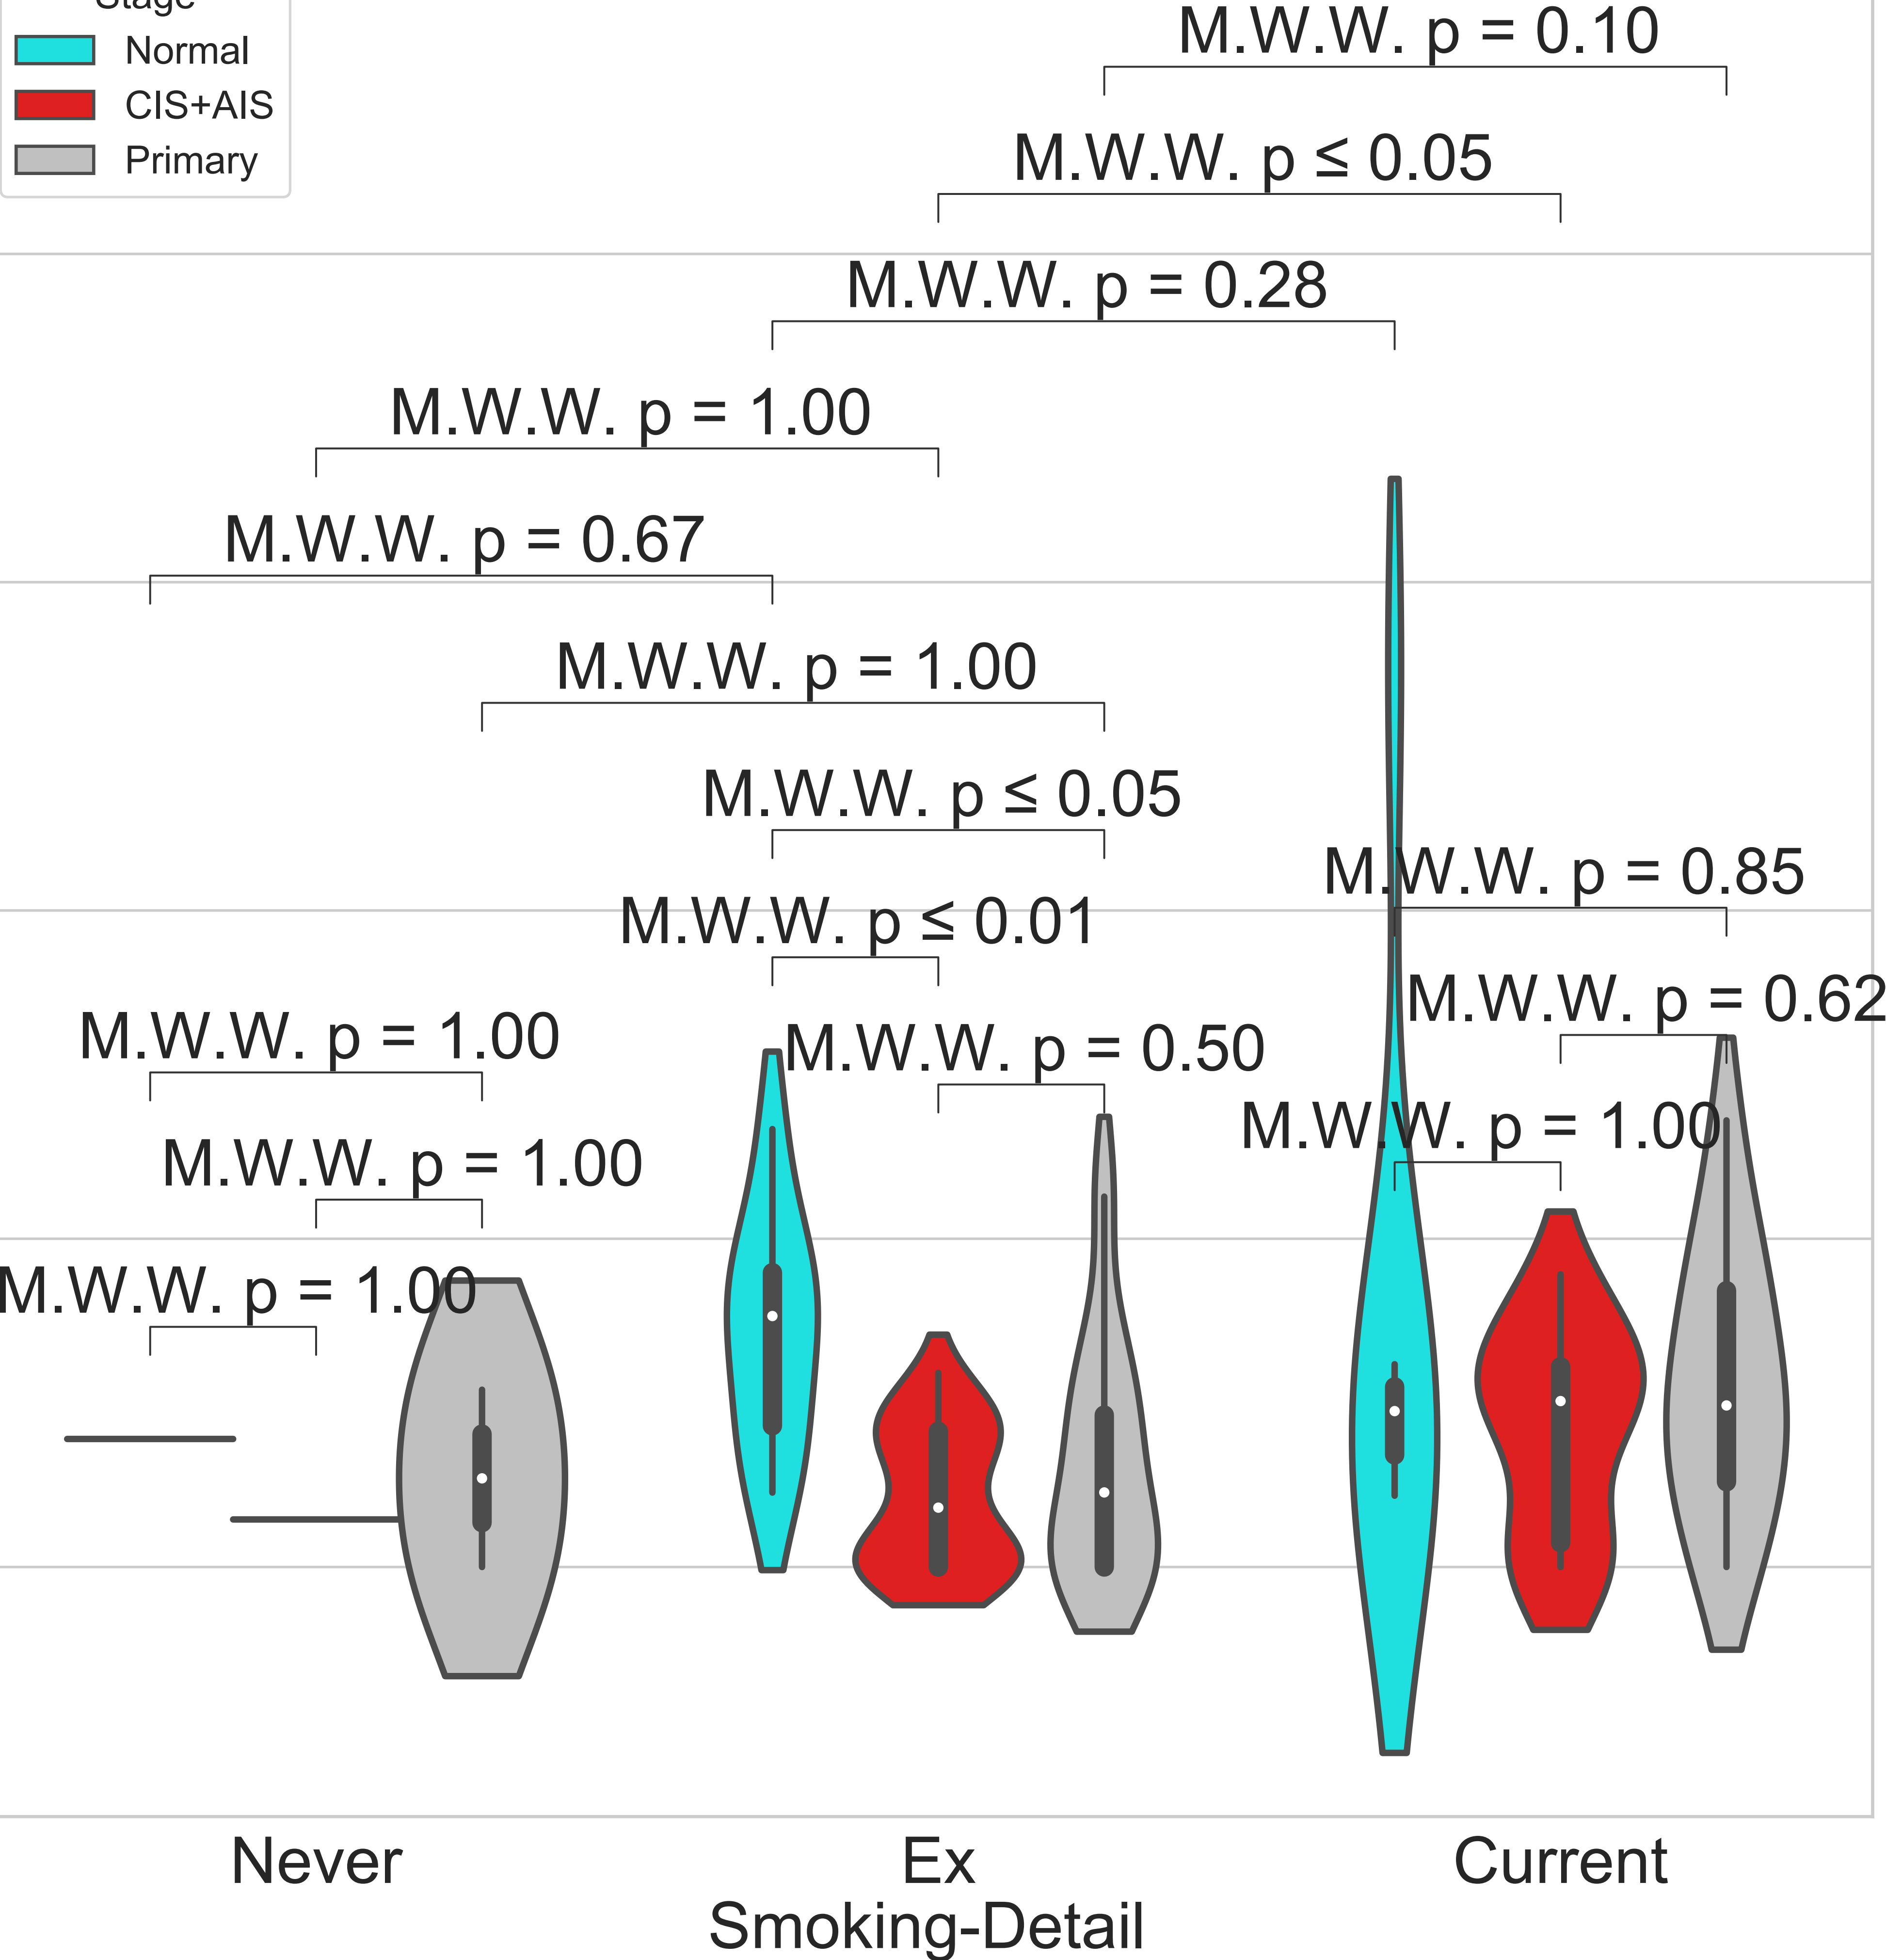 Stage
Normal
CIS+AIS
Primary
M.W.W. p = 0.10
M.W.W. p ≤ 0.05
M.W.W. p = 0.28
M.W.W. p = 1.00
M.W.W. p = 0.67
M.W.W. p = 1.00
M.W.W. p ≤ 0.05
M.W.W. p = 0.85
M.W.W. p ≤ 0.01
M.W.W. p = 0.62
M.W.W. p = 1.00
M.W.W. p = 0.50
M.W.W. p = 1.00
M.W.W. p = 1.00
M.W.W. p = 1.00
Never Ex Current
Smoking-Detail